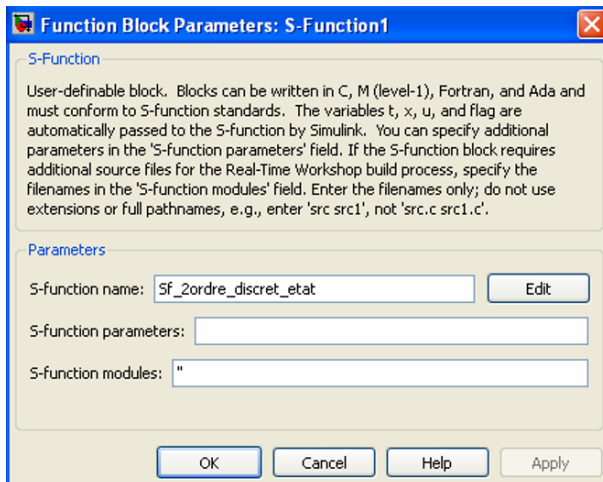 Function Block Parameters: S-Function1
S-Function
User-definable block.  Blocks can be written in C, M (level-1), Fortran, and Ada and
must conform to S-function standards.  The variables t, x, u, and flag are
automatically passed to the S-function by Simulink.  You can specify additional
parameters in the 'S-function parameters' field. If the S-function block requires
additional source files for the Real-Time Workshop build process, specify the
filenames in the 'S-function modules' field. Enter the filenames only; do not use
extensions or full pathnames, e.g., enter 'src src1', not 'src.c src1.c'.
Parameters
S-function name: Sf_2ordre_discret_etat Edit
S-function parameters:
S-function modules: ''
OK Cancel Help Apply